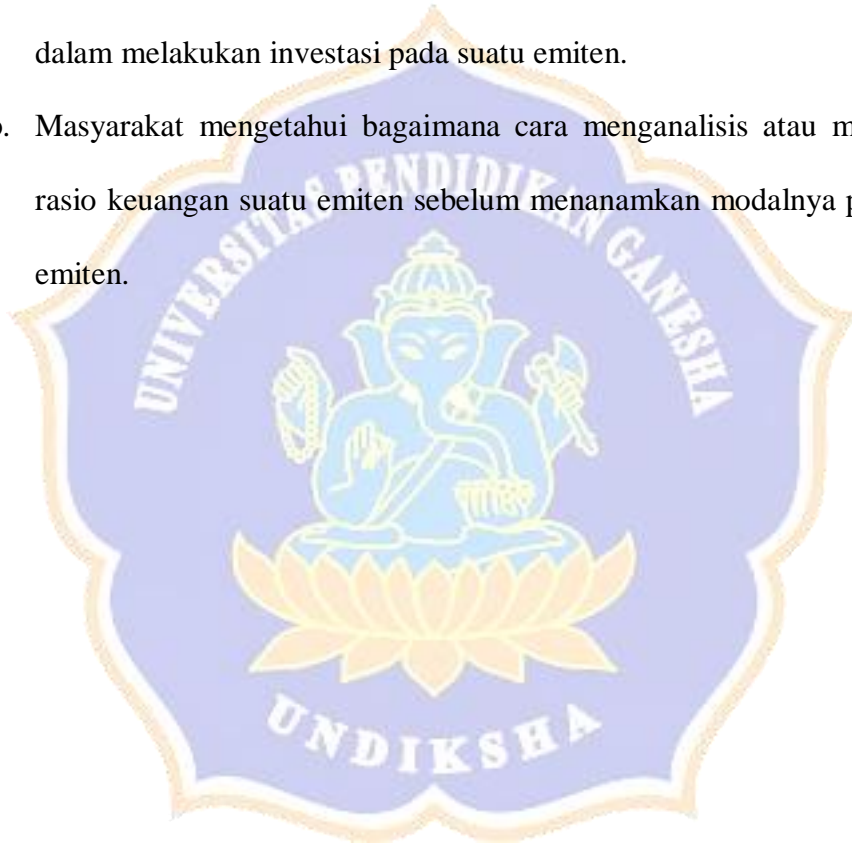 dalam melakukan investasi pada suatu emiten.
Masyarakat mengetahui bagaimana cara menganalisis atau
rasio keuangan suatu emiten sebelum menanamkan modalnya
emiten.
UNIVERSITAS PENDIDIKAN GANESHA
UNDIKSHA